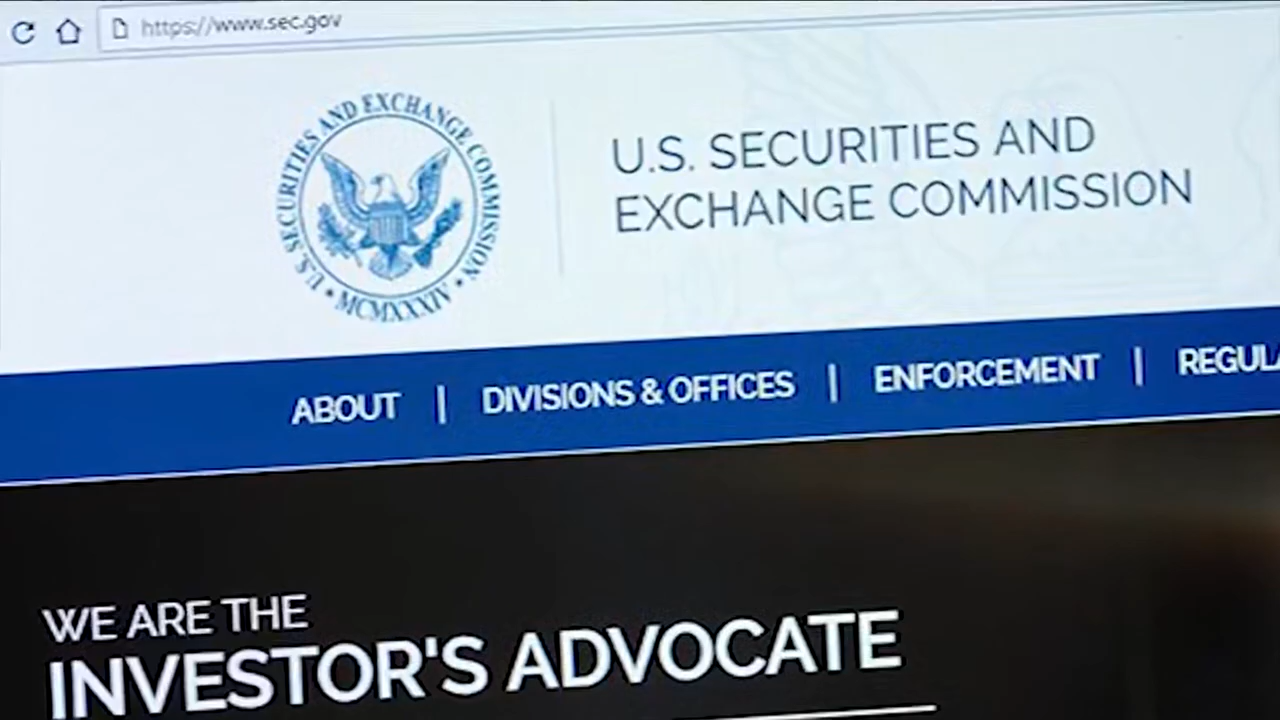 https://www.sec.gov
U.S. SECURITIES AND EXCHANGE COMMISSION
• MCMXXXIV •
U.S. SECURITIES AND
EXCHANGE COMMISSION
ABOUT | DIVISIONS & OFFICES | ENFORCEMENT | REGULA
WE ARE THE
INVESTOR'S ADVOCATE